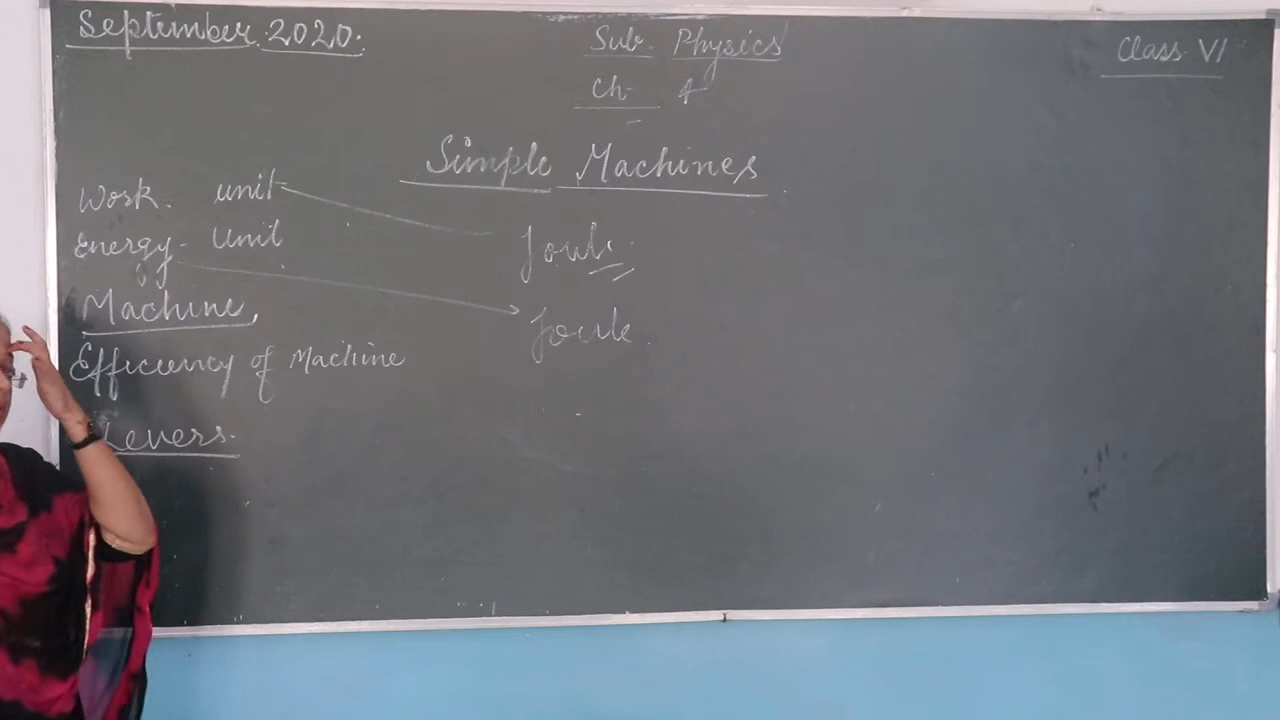 September 2020.
Sub. Physics
Class VI
Ch 4
Simple Machines
Work. unit
Joule.
Energy. Unit
Joule.
Machine,
Efficiency of Machine
Levers.